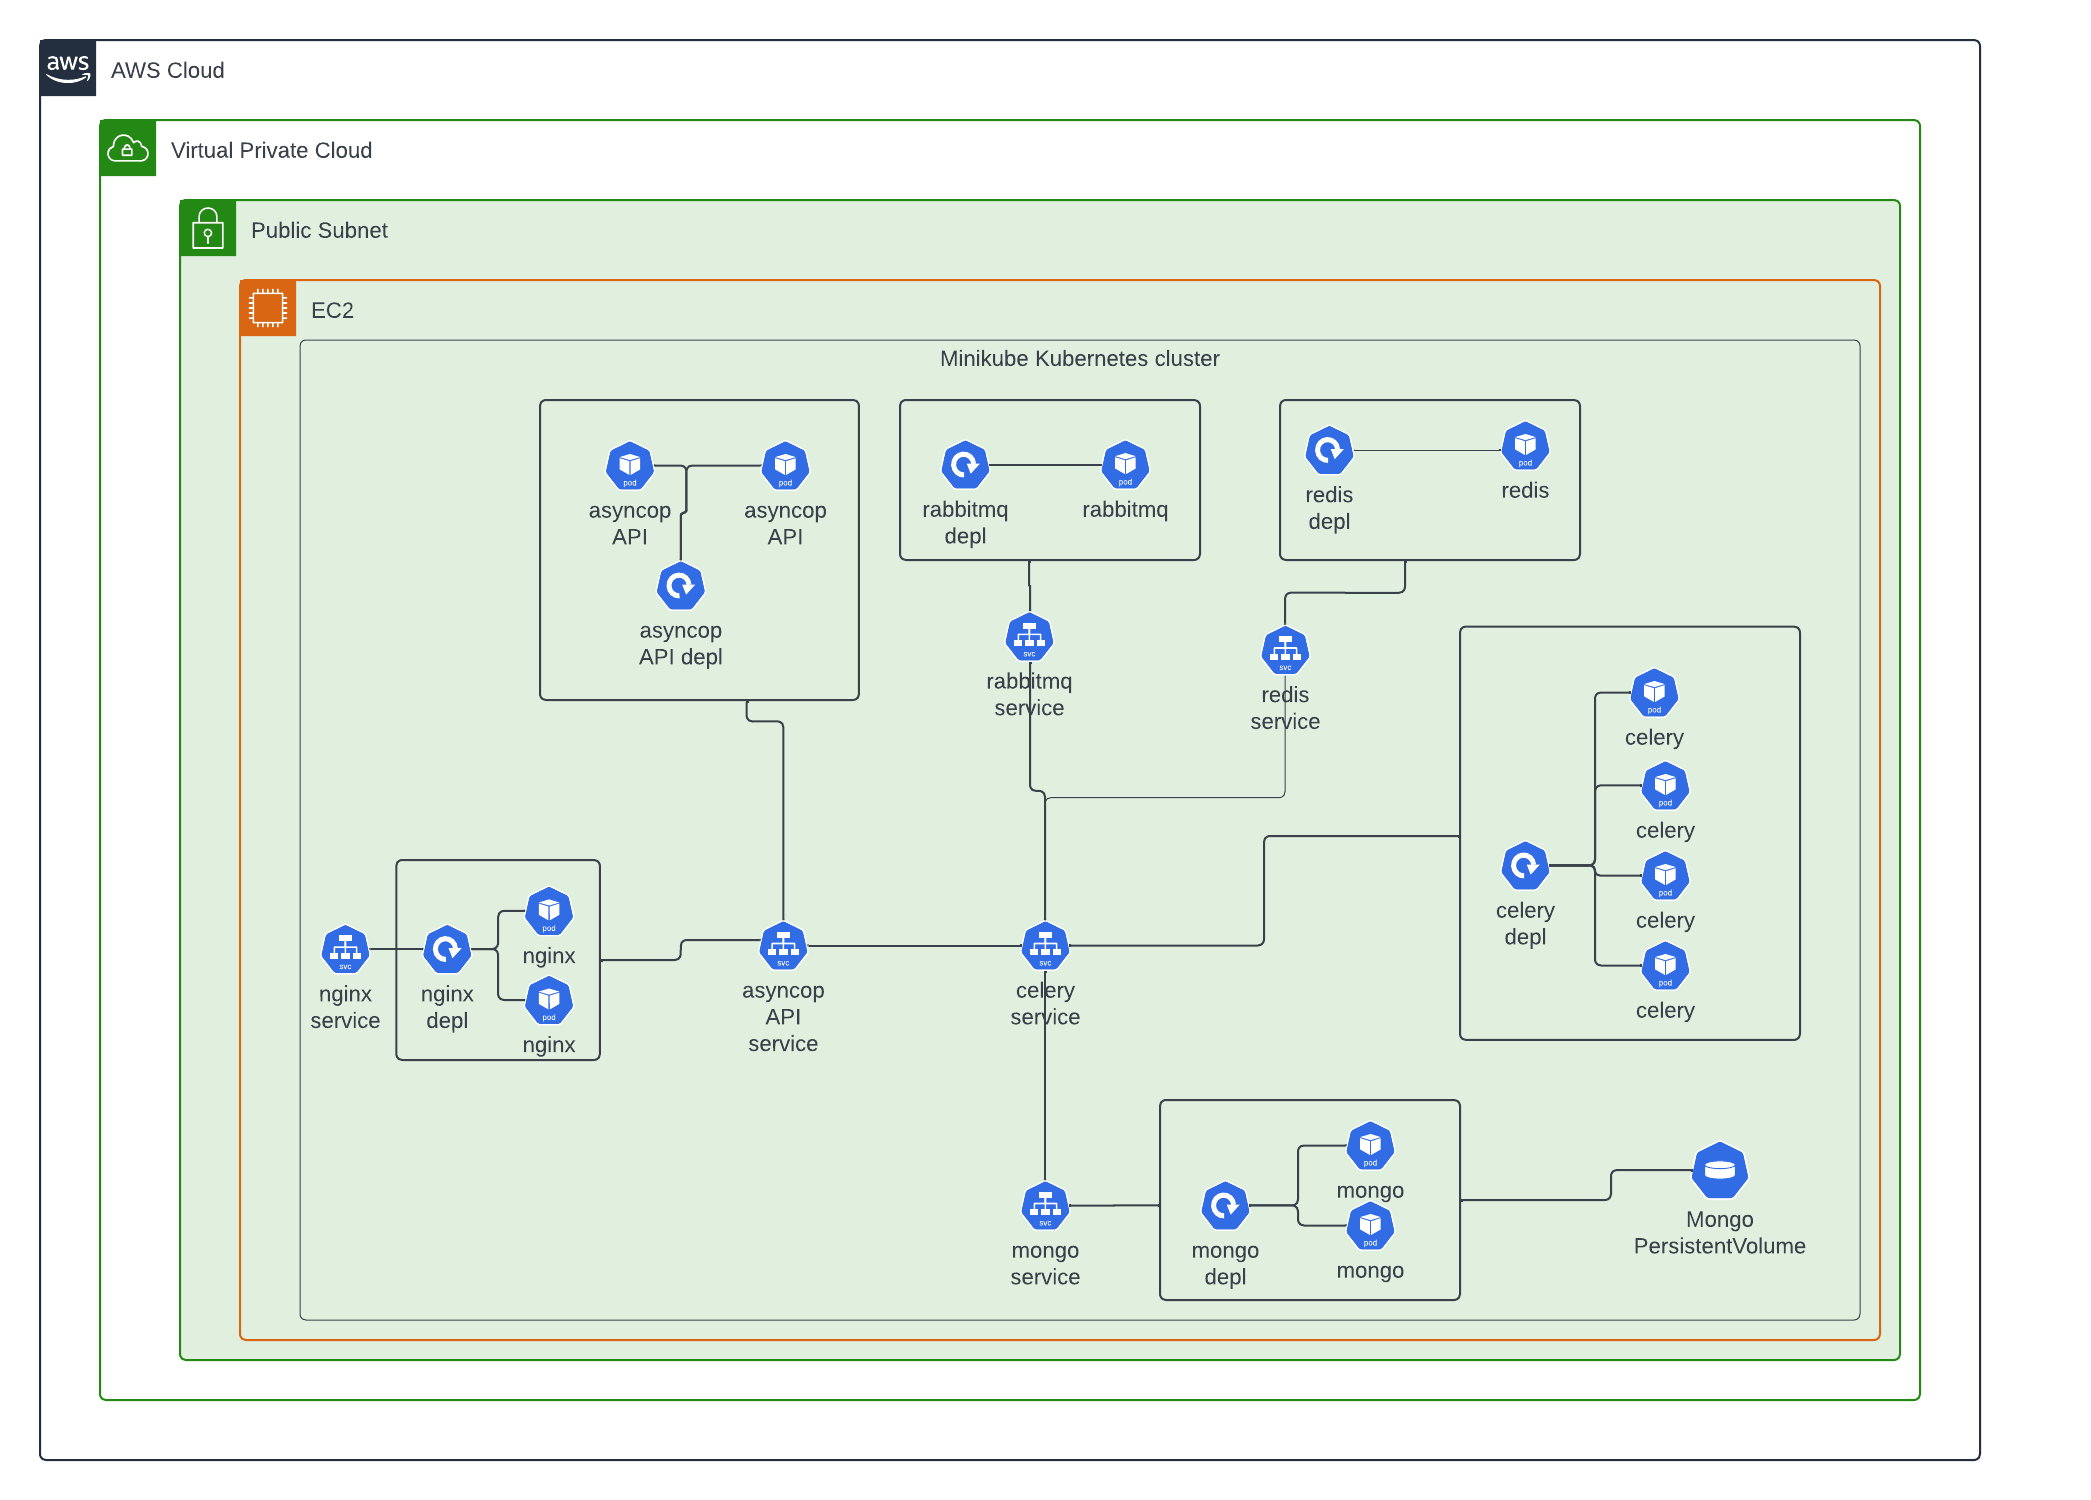 aws
AWS Cloud
Virtual Private Cloud
Public Subnet
EC2
Minikube Kubernetes cluster
pod
asyncop
API
pod
asyncop
API
asyncop
API depl
rabbitmq
depl
pod
rabbitmq
redis
depl
pod
redis
svc
rabbitmq
service
svc
redis
service
pod
celery
pod
celery
pod
celery
pod
celery
celery
depl
svc
nginx
service
nginx
depl
pod
nginx
pod
nginx
svc
asyncop
API
service
svc
celery
service
svc
mongo
service
mongo
depl
pod
mongo
pod
mongo
Mongo
PersistentVolume